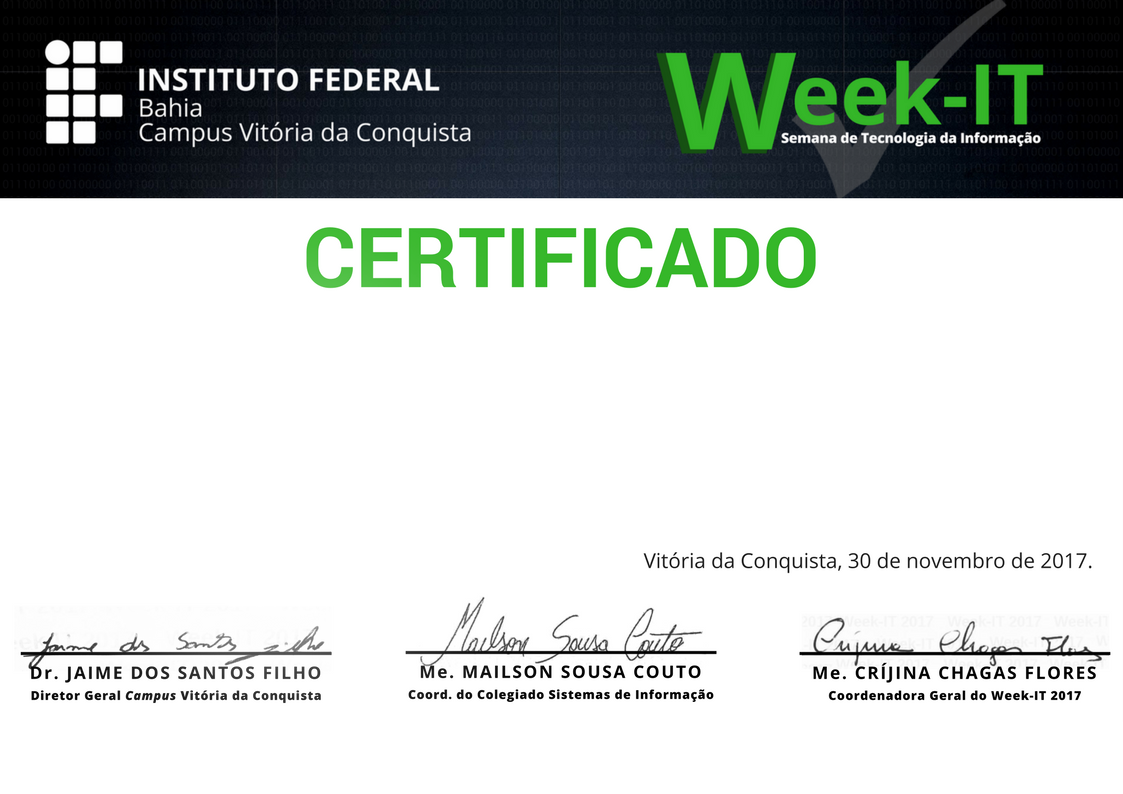 INSTITUTO FEDERAL
Bahia
Campus Vitória da Conquista
Week-IT
Semana de Tecnologia da Informação
CERTIFICADO
Vitória da Conquista, 30 de novembro de 2017.
Jaime dos Santos Filho
Mailson Sousa Couto
Crijina Chagas Flores
Dr. JAIME DOS SANTOS FILHO
Me. MAILSON SOUSA COUTO
Me. CRÍJINA CHAGAS FLORES
Diretor Geral Campus Vitória da Conquista
Coord. do Colegiado Sistemas de Informação
Coordenadora Geral do Week-IT 2017